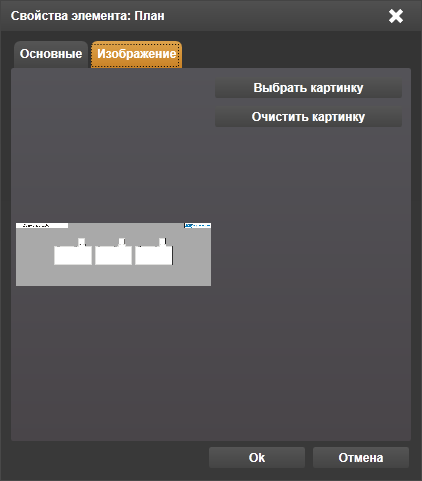 Свойства элемента: План
Основные
Изображение
Выбрать картинку
Очистить картинку
Ok
Отмена